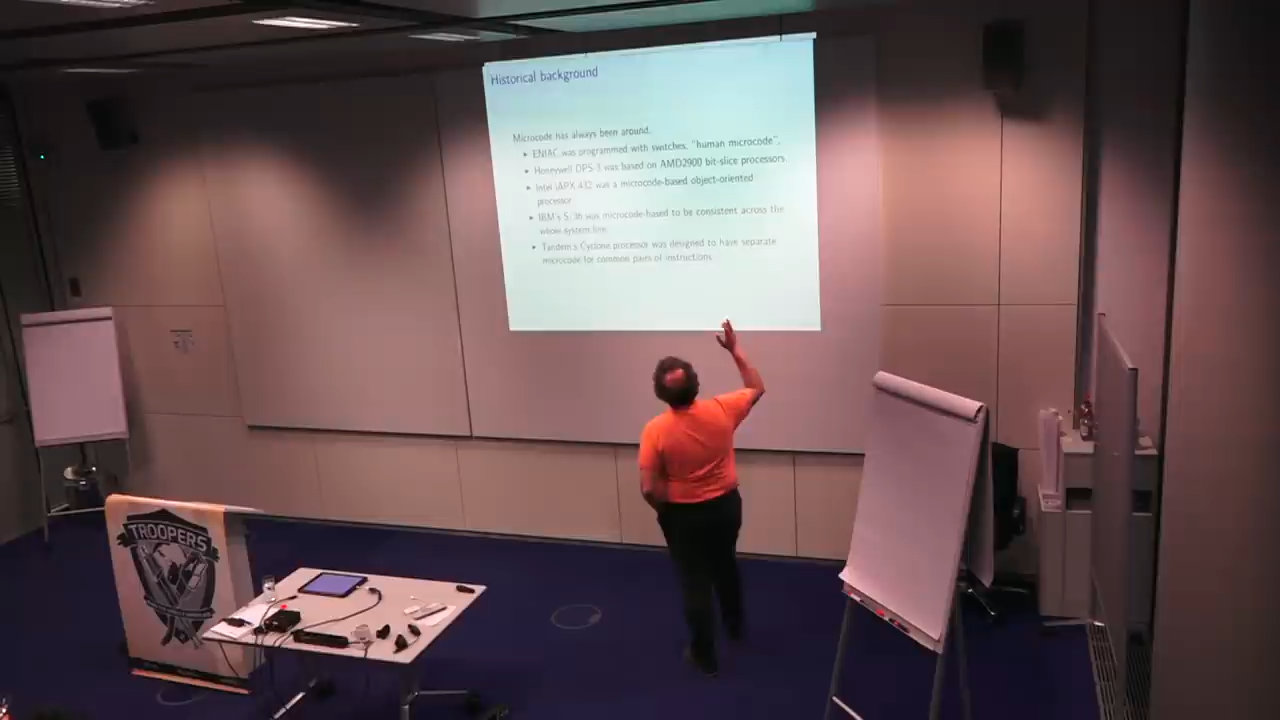 Historical background
Microcode has always been around.
ENIAC was programmed with switches, "human microcode".
Honeywell DPS-3 was based on AMD2900 bit-slice processors
Intel iAPX 432 was a microcode-based object-oriented
processor
IBM's S/36 was microcode-based to be consistent across the
whole system line
Tandem's Cyclone processor was designed to have separate
microcode for common pairs of instructions.
TROOPERS